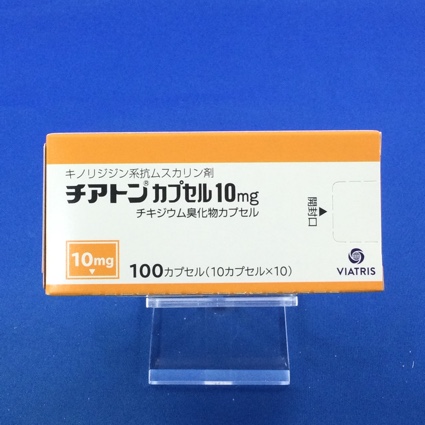 キノリジジン系抗ムスカリン剤
チアトン®カプセル10mg
チキジウム臭化物カプセル
開封口
10mg
100カプセル(10カプセル×10)
VIATRIS